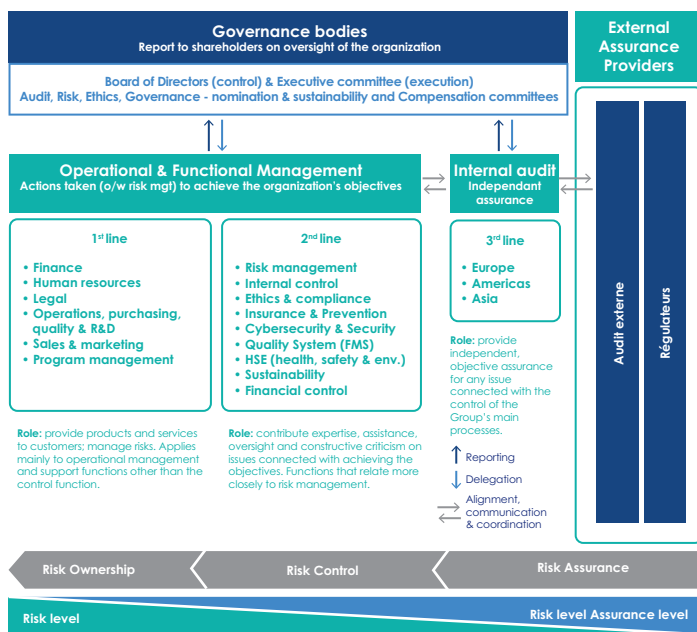 Governance bodies
Report to shareholders on oversight of the organization
External
Assurance
Providers
Board of Directors (control) & Executive committee (execution)
Audit, Risk, Ethics, Governance - nomination & sustainability and Compensation committees
Operational & Functional Management
Actions taken (o/w risk mgt) to achieve the organization's objectives
Internal audit
Independant
assurance
1st line
• Finance
• Human resources
• Legal
• Operations, purchasing,
quality & R&D
• Sales & marketing
• Program management
2nd line
• Risk management
• Internal control
• Ethics & compliance
• Insurance & Prevention
• Cybersecurity & Security
• Quality System (FMS)
• HSE (health, safety & env.)
• Sustainability
• Financial control
3rd line
• Europe
• Americas
• Asia
Audit externe
Régulateurs
Role: provide products and services
to customers; manage risks. Applies
mainly to operational management
and support functions other than the
control function.
Role: contribute expertise, assistance,
oversight and constructive criticism on
issues connected with achieving the
objectives. Functions that relate more
closely to risk management.
Role: provide
independent,
objective assurance
for any issue
connected with the
control of the
Group's main
processes.
Reporting
Delegation
Alignment,
communication
& coordination
Risk Ownership
Risk Control
Risk Assurance
Risk level
Risk level Assurance level